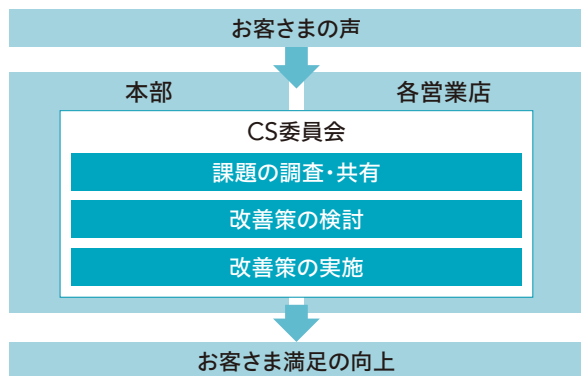 お客さまの声
本部
各営業店
CS委員会
課題の調査・共有
改善策の検討
改善策の実施
お客さま満足の向上